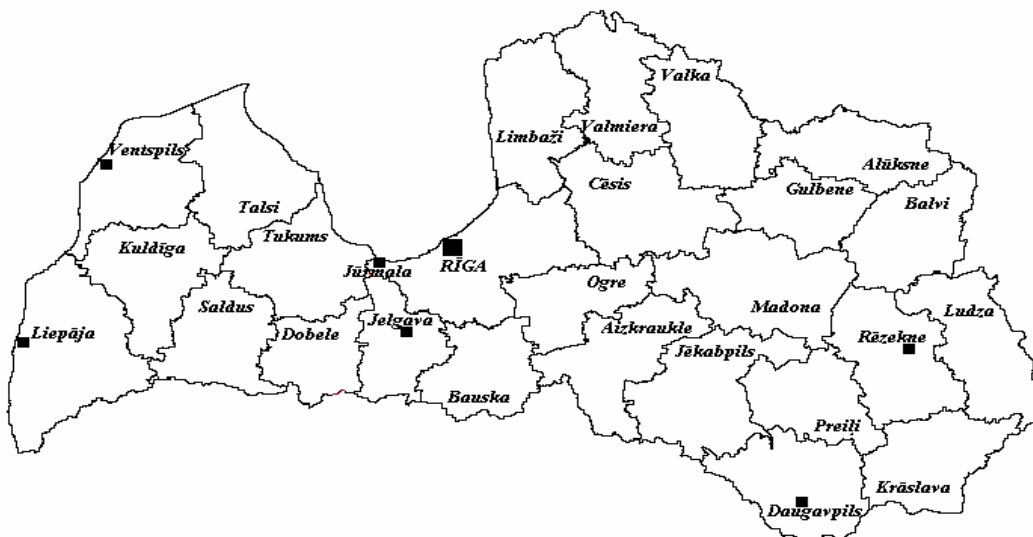 Valka
Limbaži
Valmiera
Ventspils
Alūksne
Cēsis
Gulbene
Talsi
Balvi
Tukums
Kuldīga
Jūrmala
RĪGA
Ogre
Saldus
Madona
Ludza
Liepāja
Dobele
Jelgava
Aizkraukle
Rēzekne
Jēkabpils
Bauska
Preili
Krāslava
Daugavpils